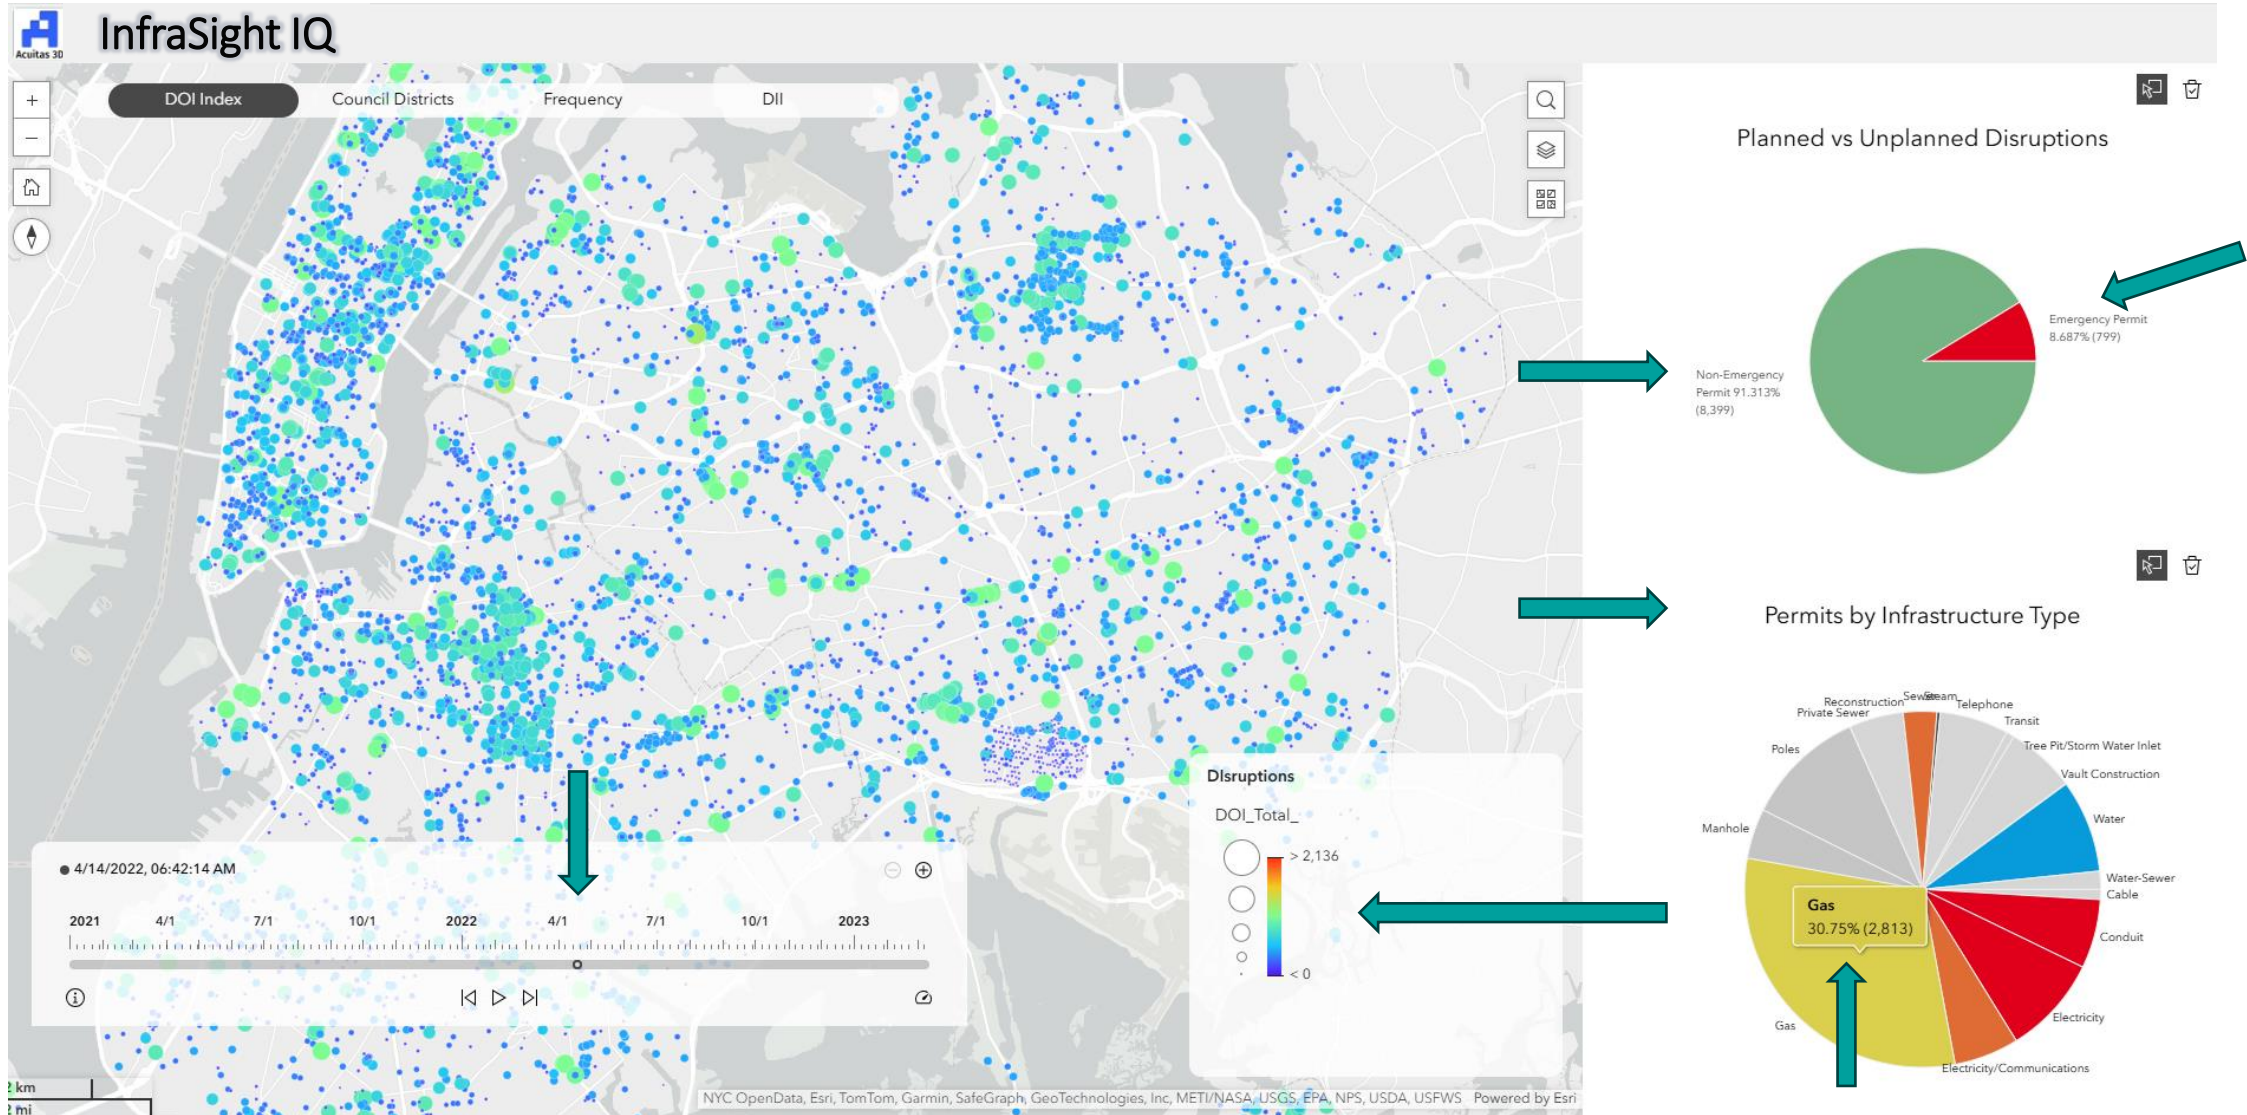 Acuitas 3D
InfraSight IQ
DOI Index
Council Districts
Frequency
DII
Planned vs Unplanned Disruptions
Emergency Permit
8.687% (799)
Non-Emergency
Permit 91.313%
(8,399)
Permits by Infrastructure Type
Reconstruction
Sewer
Steam
Telephone
Private Sewer
Transit
Poles
Tree Pit/Storm Water Inlet
Vault Construction
Manhole
Water
Water-Sewer
Cable
Gas
30.75% (2,813)
Conduit
Gas
Electricity
Electricity/Communications
DIsruptions
DOI_Total_
> 2,136
< 0
4/14/2022, 06:42:14 AM
2021
4/1
7/1
10/1
2022
4/1
7/1
10/1
2023
2 km
2 mi
NYC OpenData, Esri, TomTom, Garmin, SafeGraph, GeoTechnologies, Inc, METI/NASA, USGS, EPA, NPS, USDA, USFWS
Powered by Esri